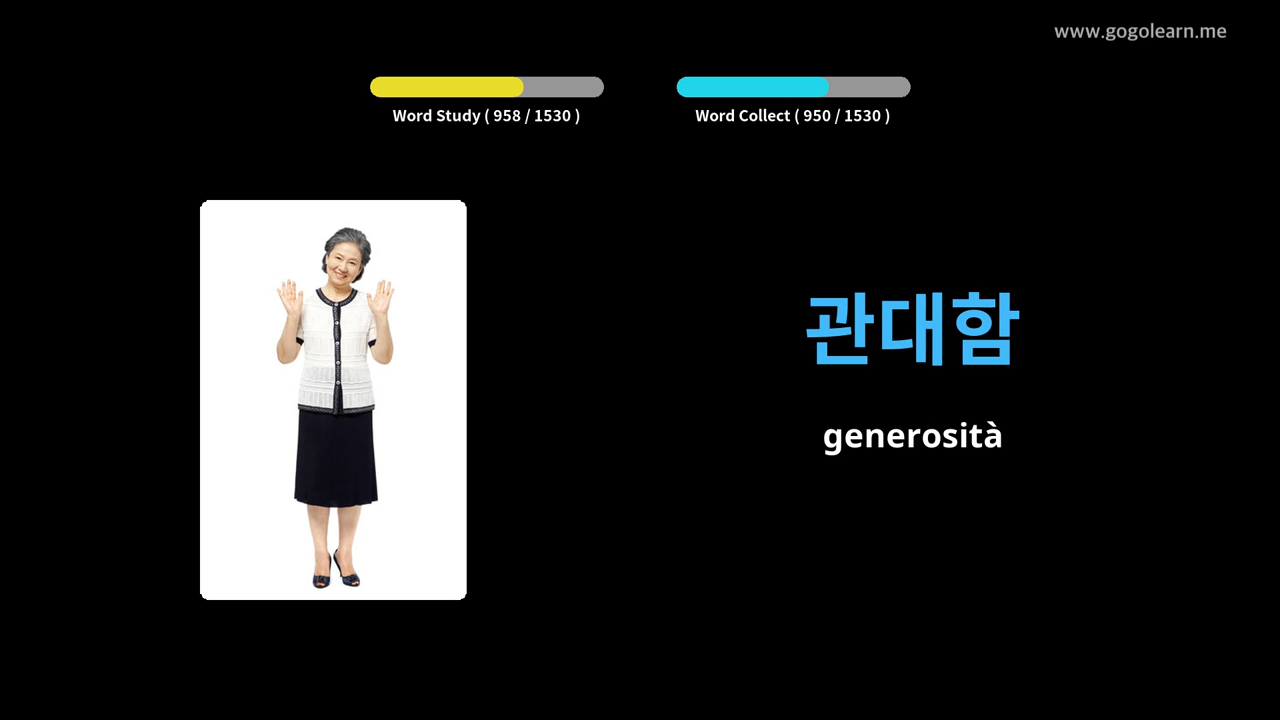 www.gogolearn.me
Word Study ( 958 / 1530 )
Word Collect ( 950 / 1530 )
관대함
generosità